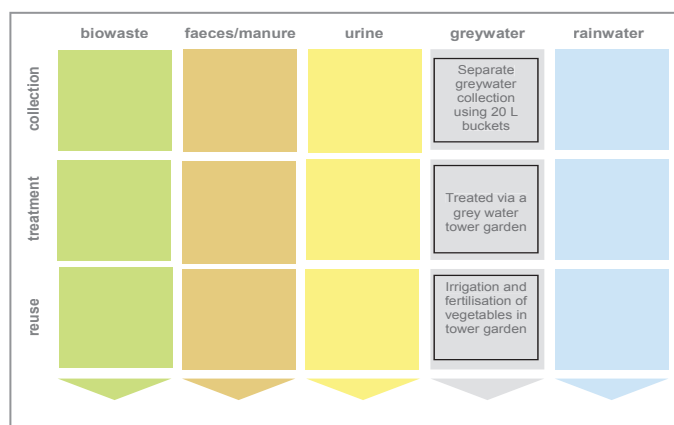 biowaste faeces/manure urine greywater rainwater
collection
Separate
greywater
collection
using 20 L
buckets
treatment
Treated via a
grey water
tower garden
reuse
Irrigation and
fertilisation of
vegetables in
tower garden